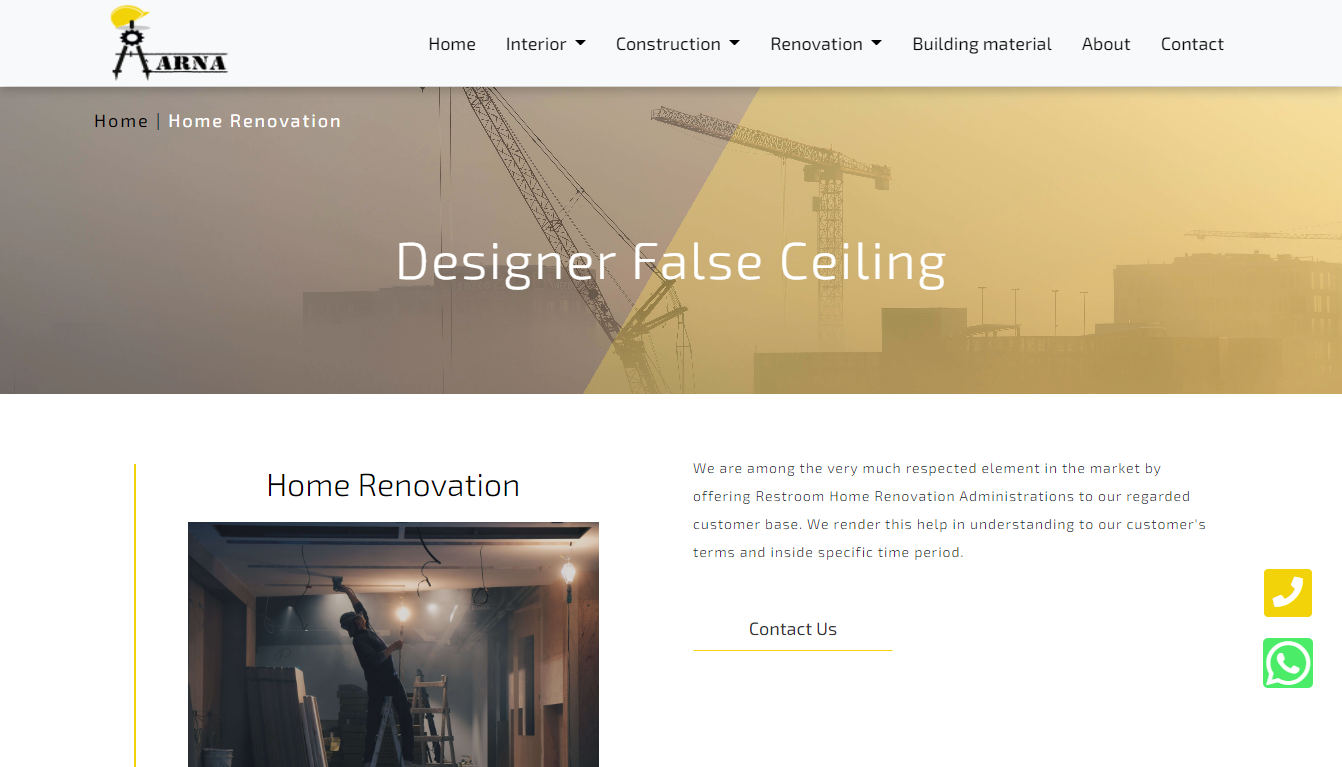 ARNA
Home Interior Construction Renovation Building material About Contact
Home | Home Renovation
Designer False Ceiling
Home Renovation
We are among the very much respected element in the market by
offering Restroom Home Renovation Administrations to our regarded
customer base. We render this help in understanding to our customer's
terms and inside specific time period.
Contact Us